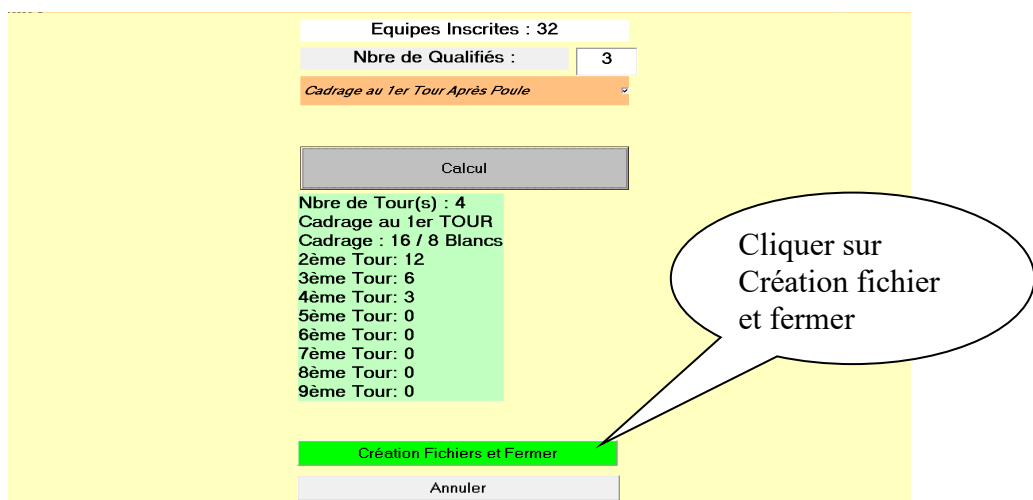 Equipes Inscrites : 32
Nbre de Qualifiés : 3
Cadrage au 1er Tour Après Poule
Calcul
Nbre de Tour(s) : 4
Cadrage au 1er TOUR
Cadrage : 16 / 8 Blancs
2ème Tour: 12
3ème Tour: 6
4ème Tour: 3
5ème Tour: 0
6ème Tour: 0
7ème Tour: 0
8ème Tour: 0
9ème Tour: 0
Création Fichiers et Fermer
Annuler
Cliquer sur
Création fichier
et fermer